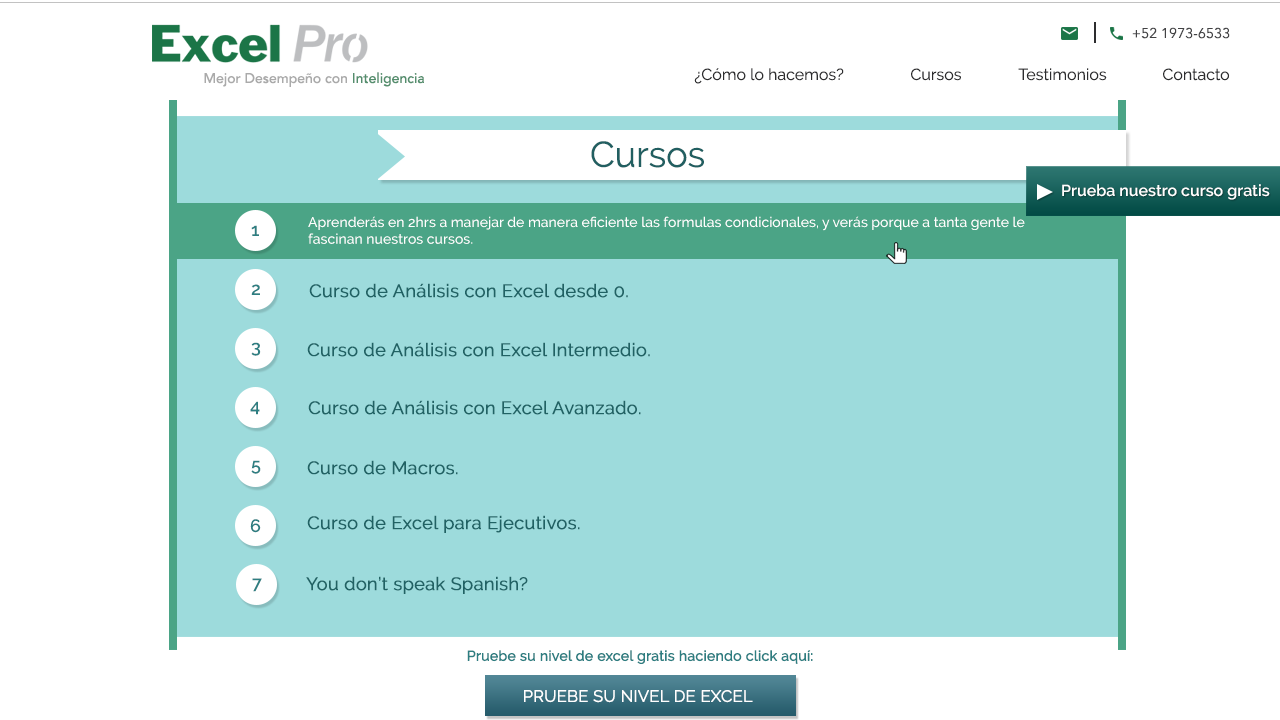 Excel Pro
Mejor Desempeño con Inteligencia
+52 1973-6533
¿Cómo lo hacemos?
Cursos
Testimonios
Contacto
Cursos
Prueba nuestro curso gratis
1
Aprenderás en 2hrs a manejar de manera eficiente las formulas condicionales, y verás porque a tanta gente le
fascinan nuestros cursos.
2
Curso de Análisis con Excel desde 0.
3
Curso de Análisis con Excel Intermedio.
4
Curso de Análisis con Excel Avanzado.
5
Curso de Macros.
6
Curso de Excel para Ejecutivos.
7
You don't speak Spanish?
Pruebe su nivel de excel gratis haciendo click aquí:
PRUEBE SU NIVEL DE EXCEL